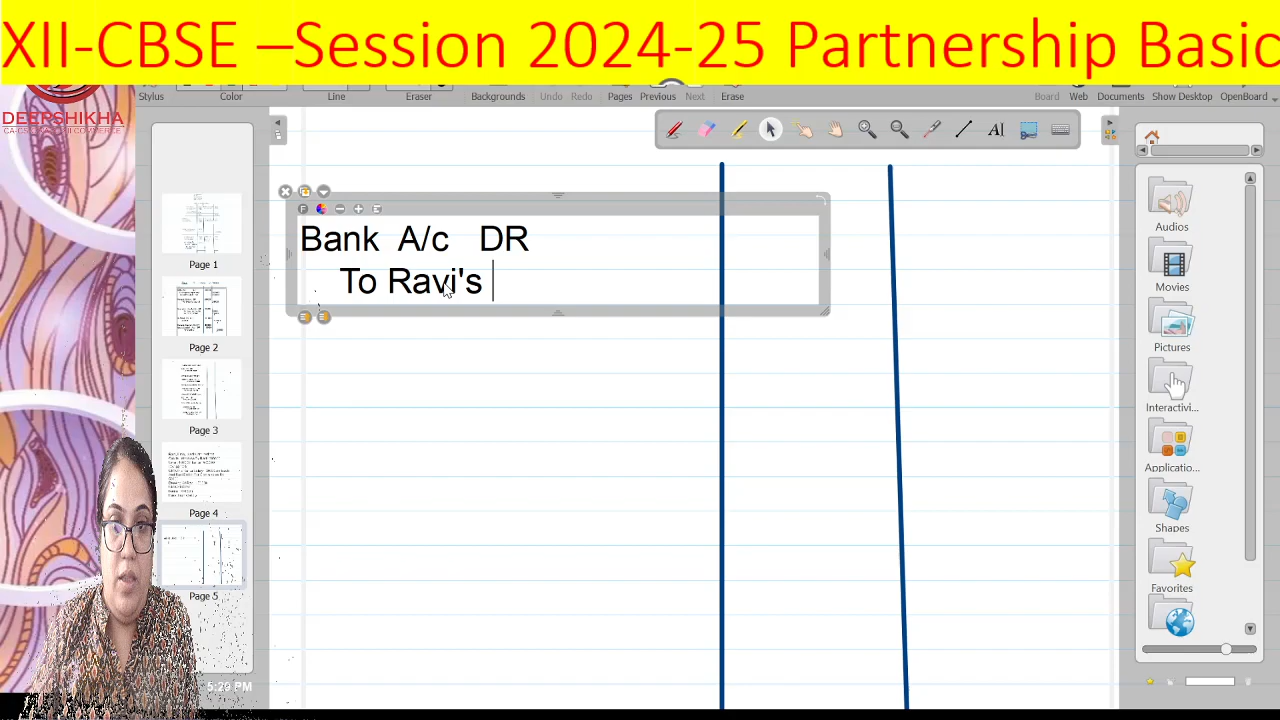 XII-CBSE –Session 2024-25 Partnership Basic
DEEPSHIKHA
Stylus
Color
Line
Eraser
Backgrounds
Undo
Redo
Pages
Previous
Next
Erase
Board
Web
Documents
Show Desktop
OpenBoard
Bank A/c DR
To Ravi's
Page 1
Page 2
Page 3
Page 4
Page 5
Audios
Movies
Pictures
Interactivi...
Applicatio...
Shapes
Favorites